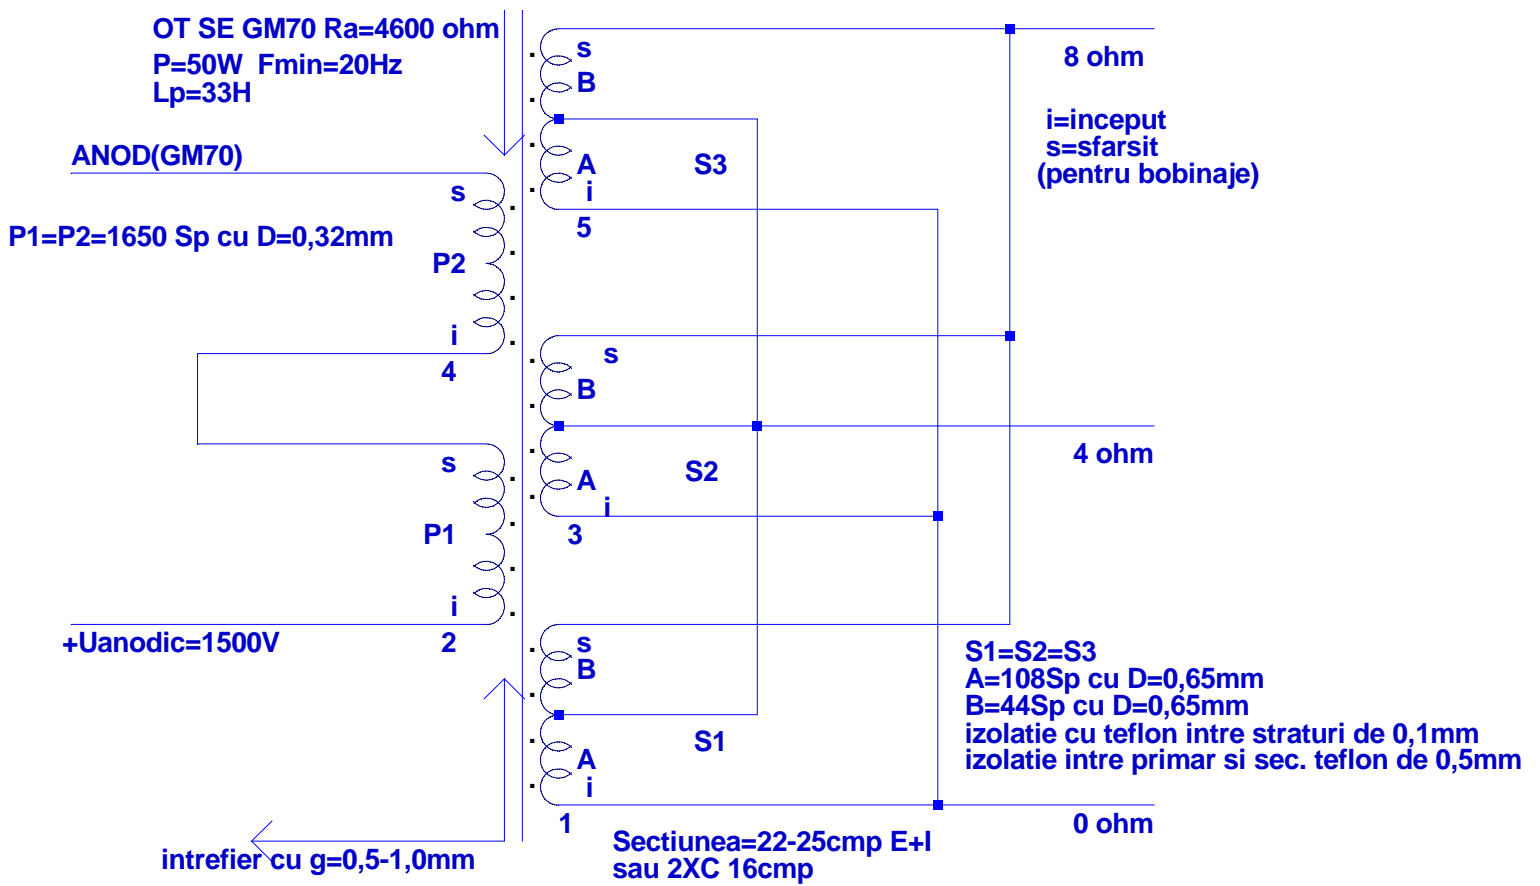 OT SE GM70 Ra=4600 ohm
P=50W Fmin=20Hz
Lp=33H
s
B
8 ohm
i=inceput
s=sfarsit
(pentru bobinaje)
ANOD(GM70)
A
S3
i
5
s
P1=P2=1650 Sp cu D=0,32mm
P2
i
4
s
B
4 ohm
S2
A
i
3
s
P1
i
+Uanodic=1500V
2
s
B
S1=S2=S3
A=108Sp cu D=0,65mm
B=44Sp cu D=0,65mm
izolatie cu teflon intre straturi de 0,1mm
izolatie intre primar si sec. teflon de 0,5mm
S1
A
i
1
0 ohm
Sectiunea=22-25cmp E+I
sau 2XC 16cmp
intrefier cu g=0,5-1,0mm